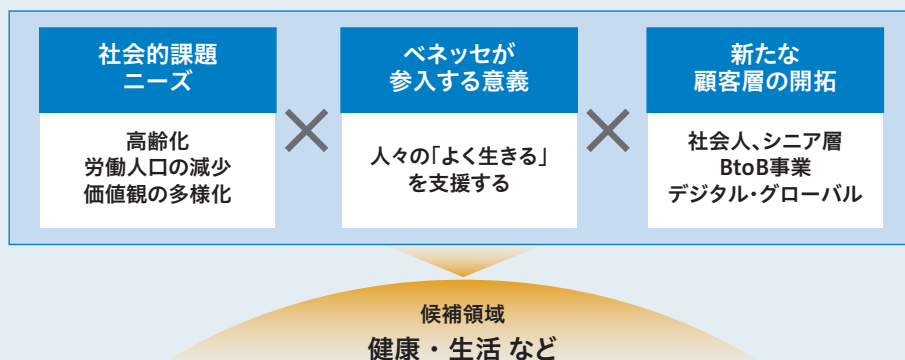 社会的課題
ニーズ
高齢化
労働人口の減少
価値観の多様化
ベネッセが
参入する意義
人々の「よく生きる」
を支援する
新たな
顧客層の開拓
社会人、シニア層
BtoB事業
デジタル・グローバル
候補領域
健康・生活 など